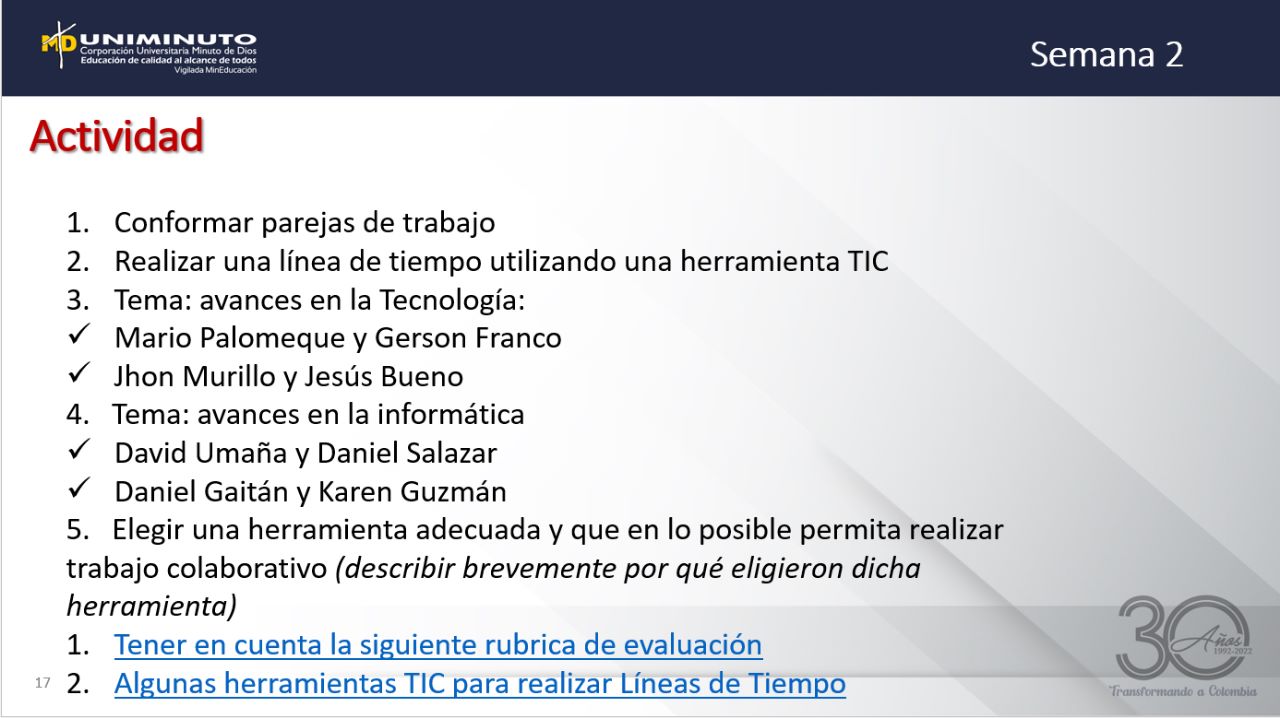 UNIMINUTO
Corporación Universitaria Minuto de Dios
Educación de calidad al alcance de todos
Vigilada MinEducación
Semana 2
Actividad
1. Conformar parejas de trabajo
2. Realizar una línea de tiempo utilizando una herramienta TIC
3. Tema: avances en la Tecnología:
✓ Mario Palomeque y Gerson Franco
✓ Jhon Murillo y Jesús Bueno
4. Tema: avances en la informática
✓ David Umaña y Daniel Salazar
✓ Daniel Gaitán y Karen Guzmán
5. Elegir una herramienta adecuada y que en lo posible permita realizar
trabajo colaborativo (describir brevemente por qué eligieron dicha
herramienta)
1. Tener en cuenta la siguiente rubrica de evaluación
2. Algunas herramientas TIC para realizar Líneas de Tiempo
17
30 Años
1992-2022
Transformando a Colombia